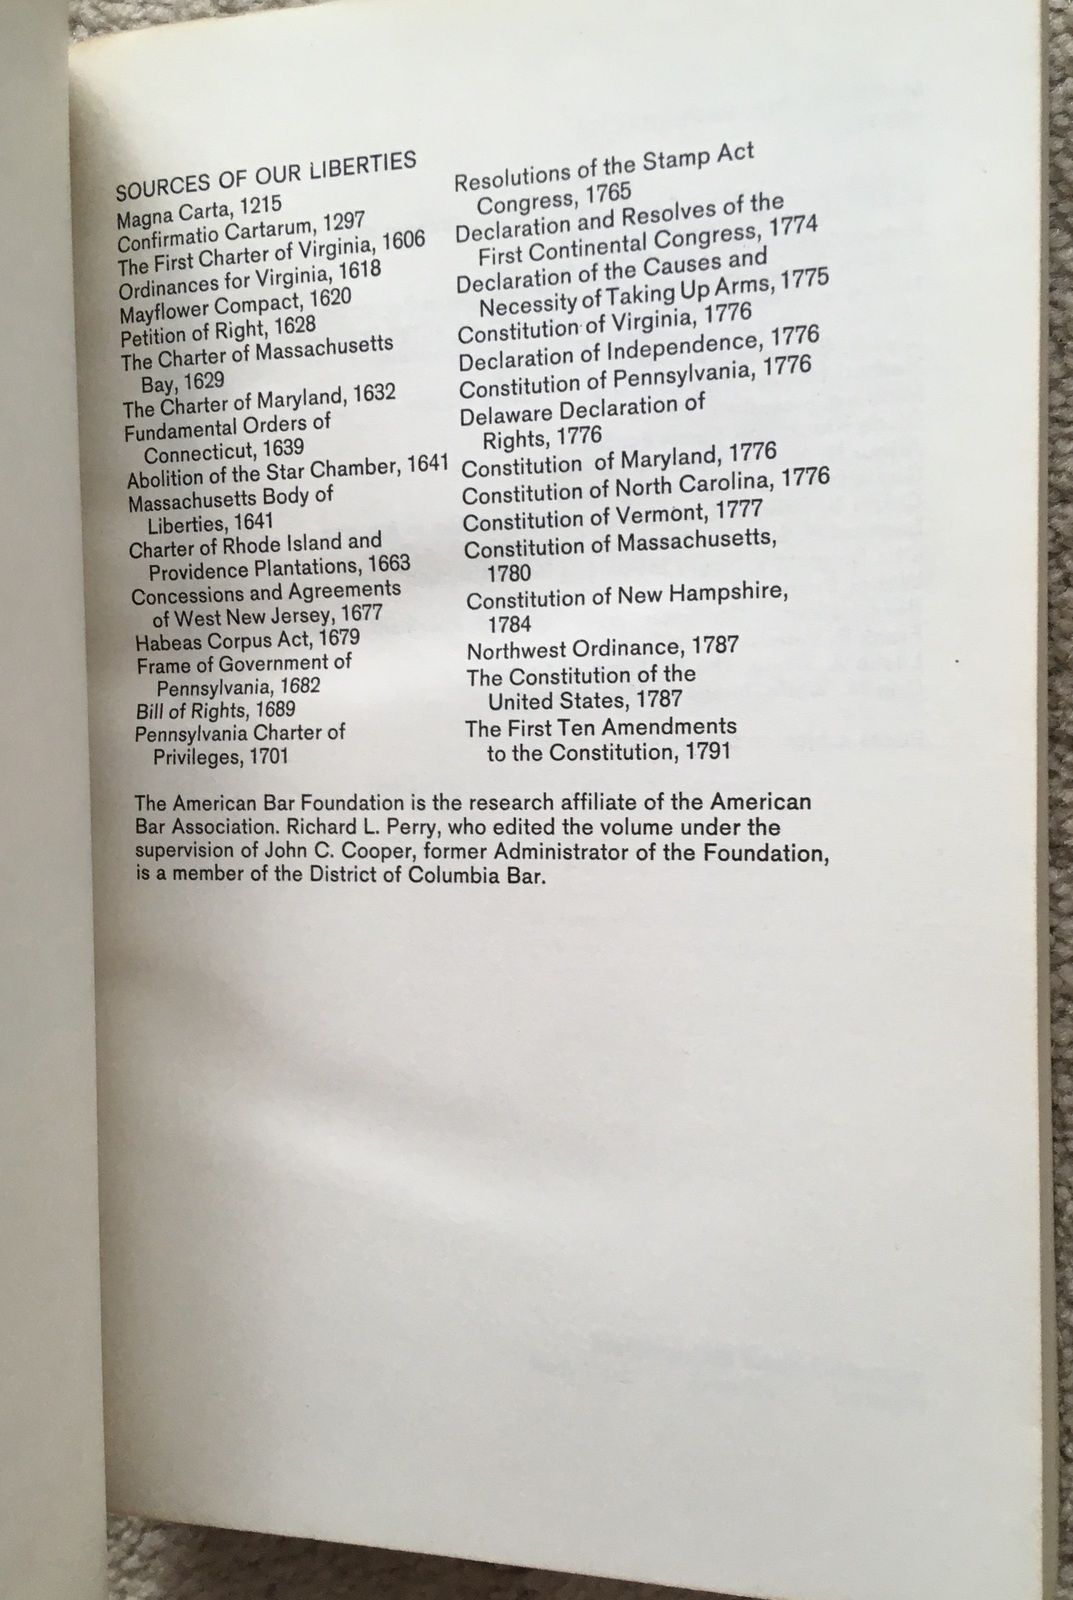 SOURCES OF OUR LIBERTIES
Magna Carta, 1215
Confirmatio Cartarum, 1297
The First Charter of Virginia, 1606
Ordinances for Virginia, 1618
Mayflower Compact, 1620
Petition of Right, 1628
The Charter of Massachusetts
Bay, 1629
The Charter of Maryland, 1632
Fundamental Orders of
Connecticut, 1639
Abolition of the Star Chamber, 1641
Massachusetts Body of
Liberties, 1641
Charter of Rhode Island and
Providence Plantations, 1663
Concessions and Agreements
of West New Jersey, 1677
Habeas Corpus Act, 1679
Frame of Government of
Pennsylvania, 1682
Bill of Rights, 1689
Pennsylvania Charter of
Privileges, 1701
Resolutions of the Stamp Act
Congress, 1765
Declaration and Resolves of the
First Continental Congress, 1774
Declaration of the Causes and
Necessity of Taking Up Arms, 1775
Constitution of Virginia, 1776
Declaration of Independence, 1776
Constitution of Pennsylvania, 1776
Delaware Declaration of
Rights, 1776
Constitution of Maryland, 1776
Constitution of North Carolina, 1776
Constitution of Vermont, 1777
Constitution of Massachusetts,
1780
Constitution of New Hampshire,
1784
Northwest Ordinance, 1787
The Constitution of the
United States, 1787
The First Ten Amendments
to the Constitution, 1791
The American Bar Foundation is the research affiliate of the American
Bar Association. Richard L. Perry, who edited the volume under the
supervision of John C. Cooper, former Administrator of the Foundation,
is a member of the District of Columbia Bar.